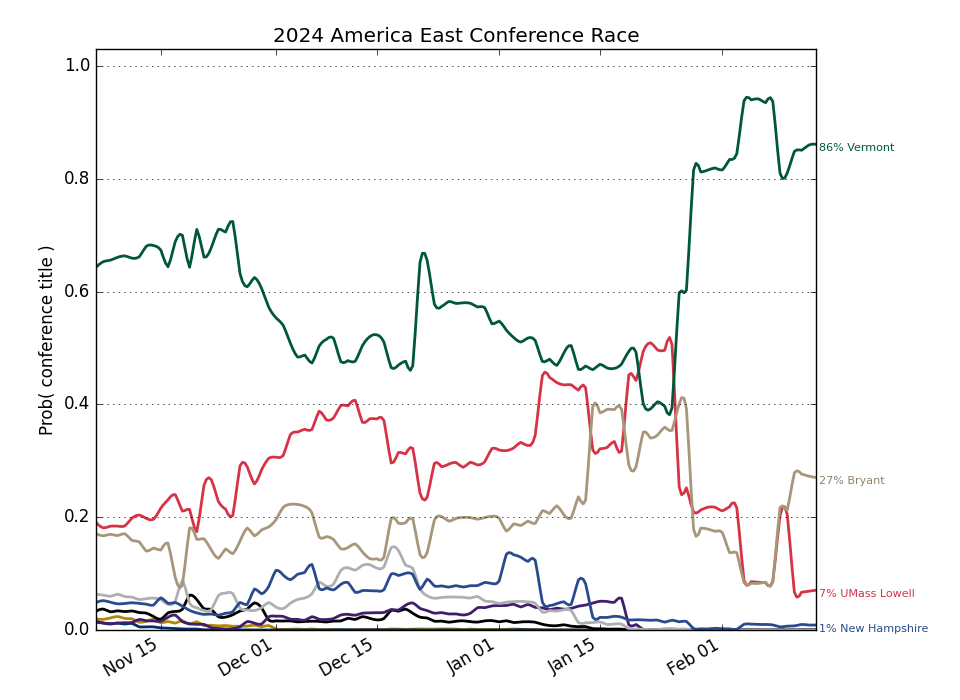 2024 America East Conference Race
1.0
0.8
0.6
0.4
0.2
0.0
Prob( conference title )
86% Vermont
27% Bryant
7% UMass Lowell
1% New Hampshire
Nov 15
Dec 01
Dec 15
Jan 01
Jan 15
Feb 01